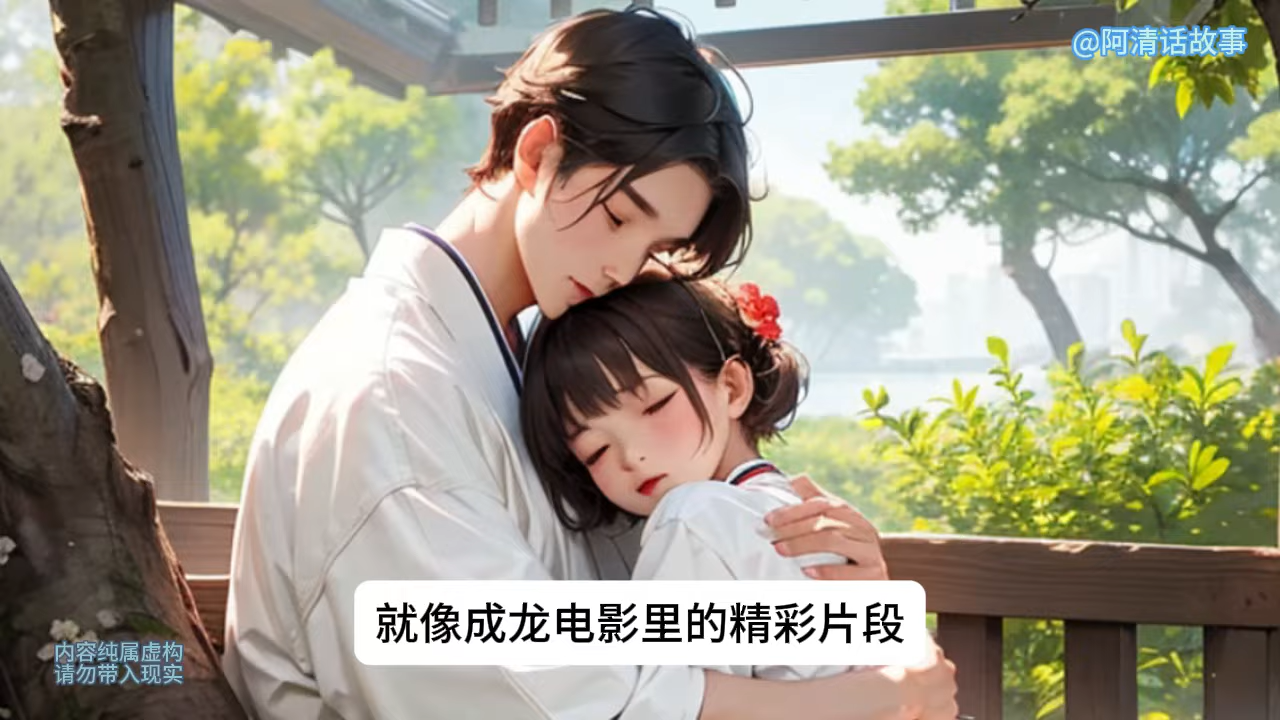 @阿清话故事
就像成龙电影里的精彩片段
内容纯属虚构
请勿带入现实